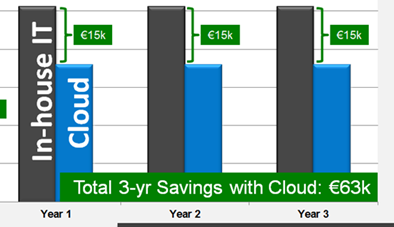 €15k
€15k
€15k
In-house IT
Cloud
Total 3-yr Savings with Cloud: €63k
Year 1
Year 2
Year 3